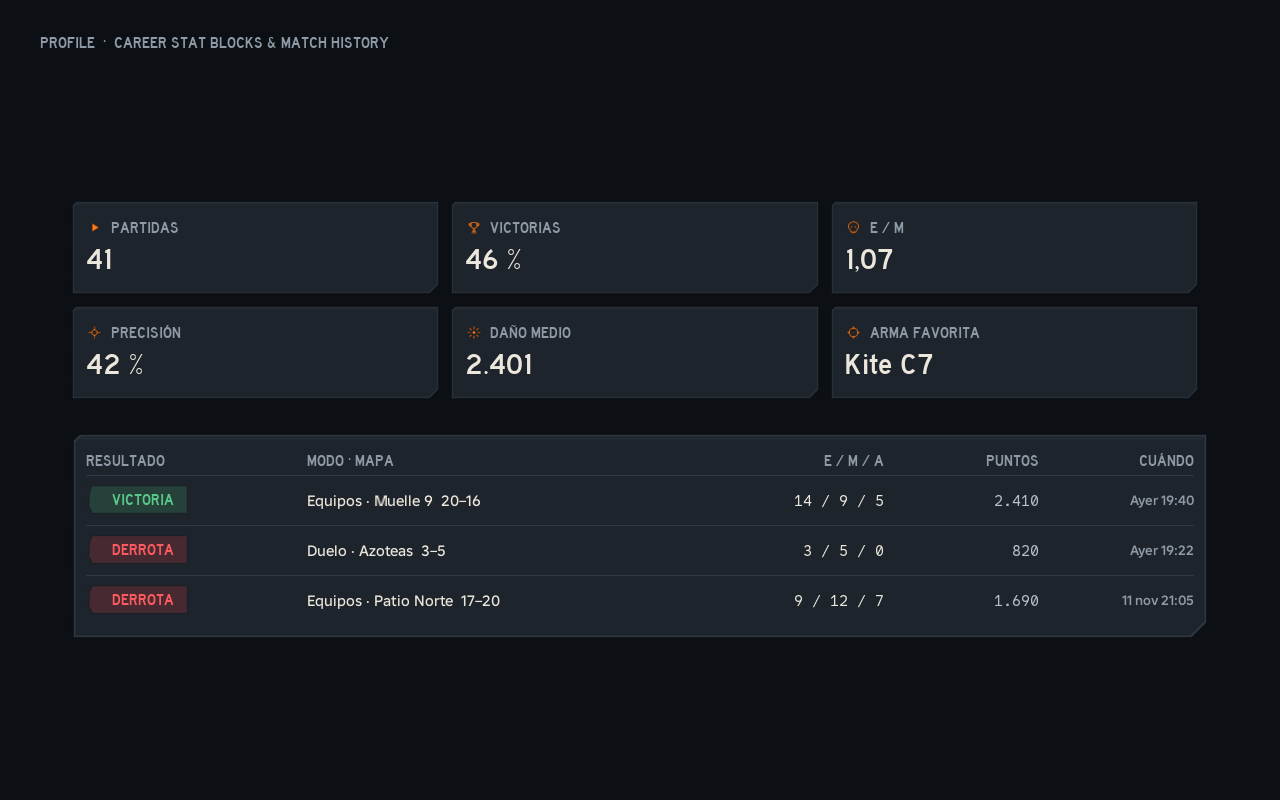 PROFILE · CAREER STAT BLOCKS & MATCH HISTORY
PARTIDAS
41
VICTORIAS
46 %
E / M
1,07
PRECISIÓN
42 %
DAÑO MEDIO
2.401
ARMA FAVORITA
Kite C7
RESULTADO MODO · MAPA E / M / A PUNTOS CUÁNDO
VICTORIA Equipos · Muelle 9 20–16 14 / 9 / 5 2.410 Ayer 19:40
DERROTA Duelo · Azoteas 3–5 3 / 5 / 0 820 Ayer 19:22
DERROTA Equipos · Patio Norte 17–20 9 / 12 / 7 1.690 11 nov 21:05